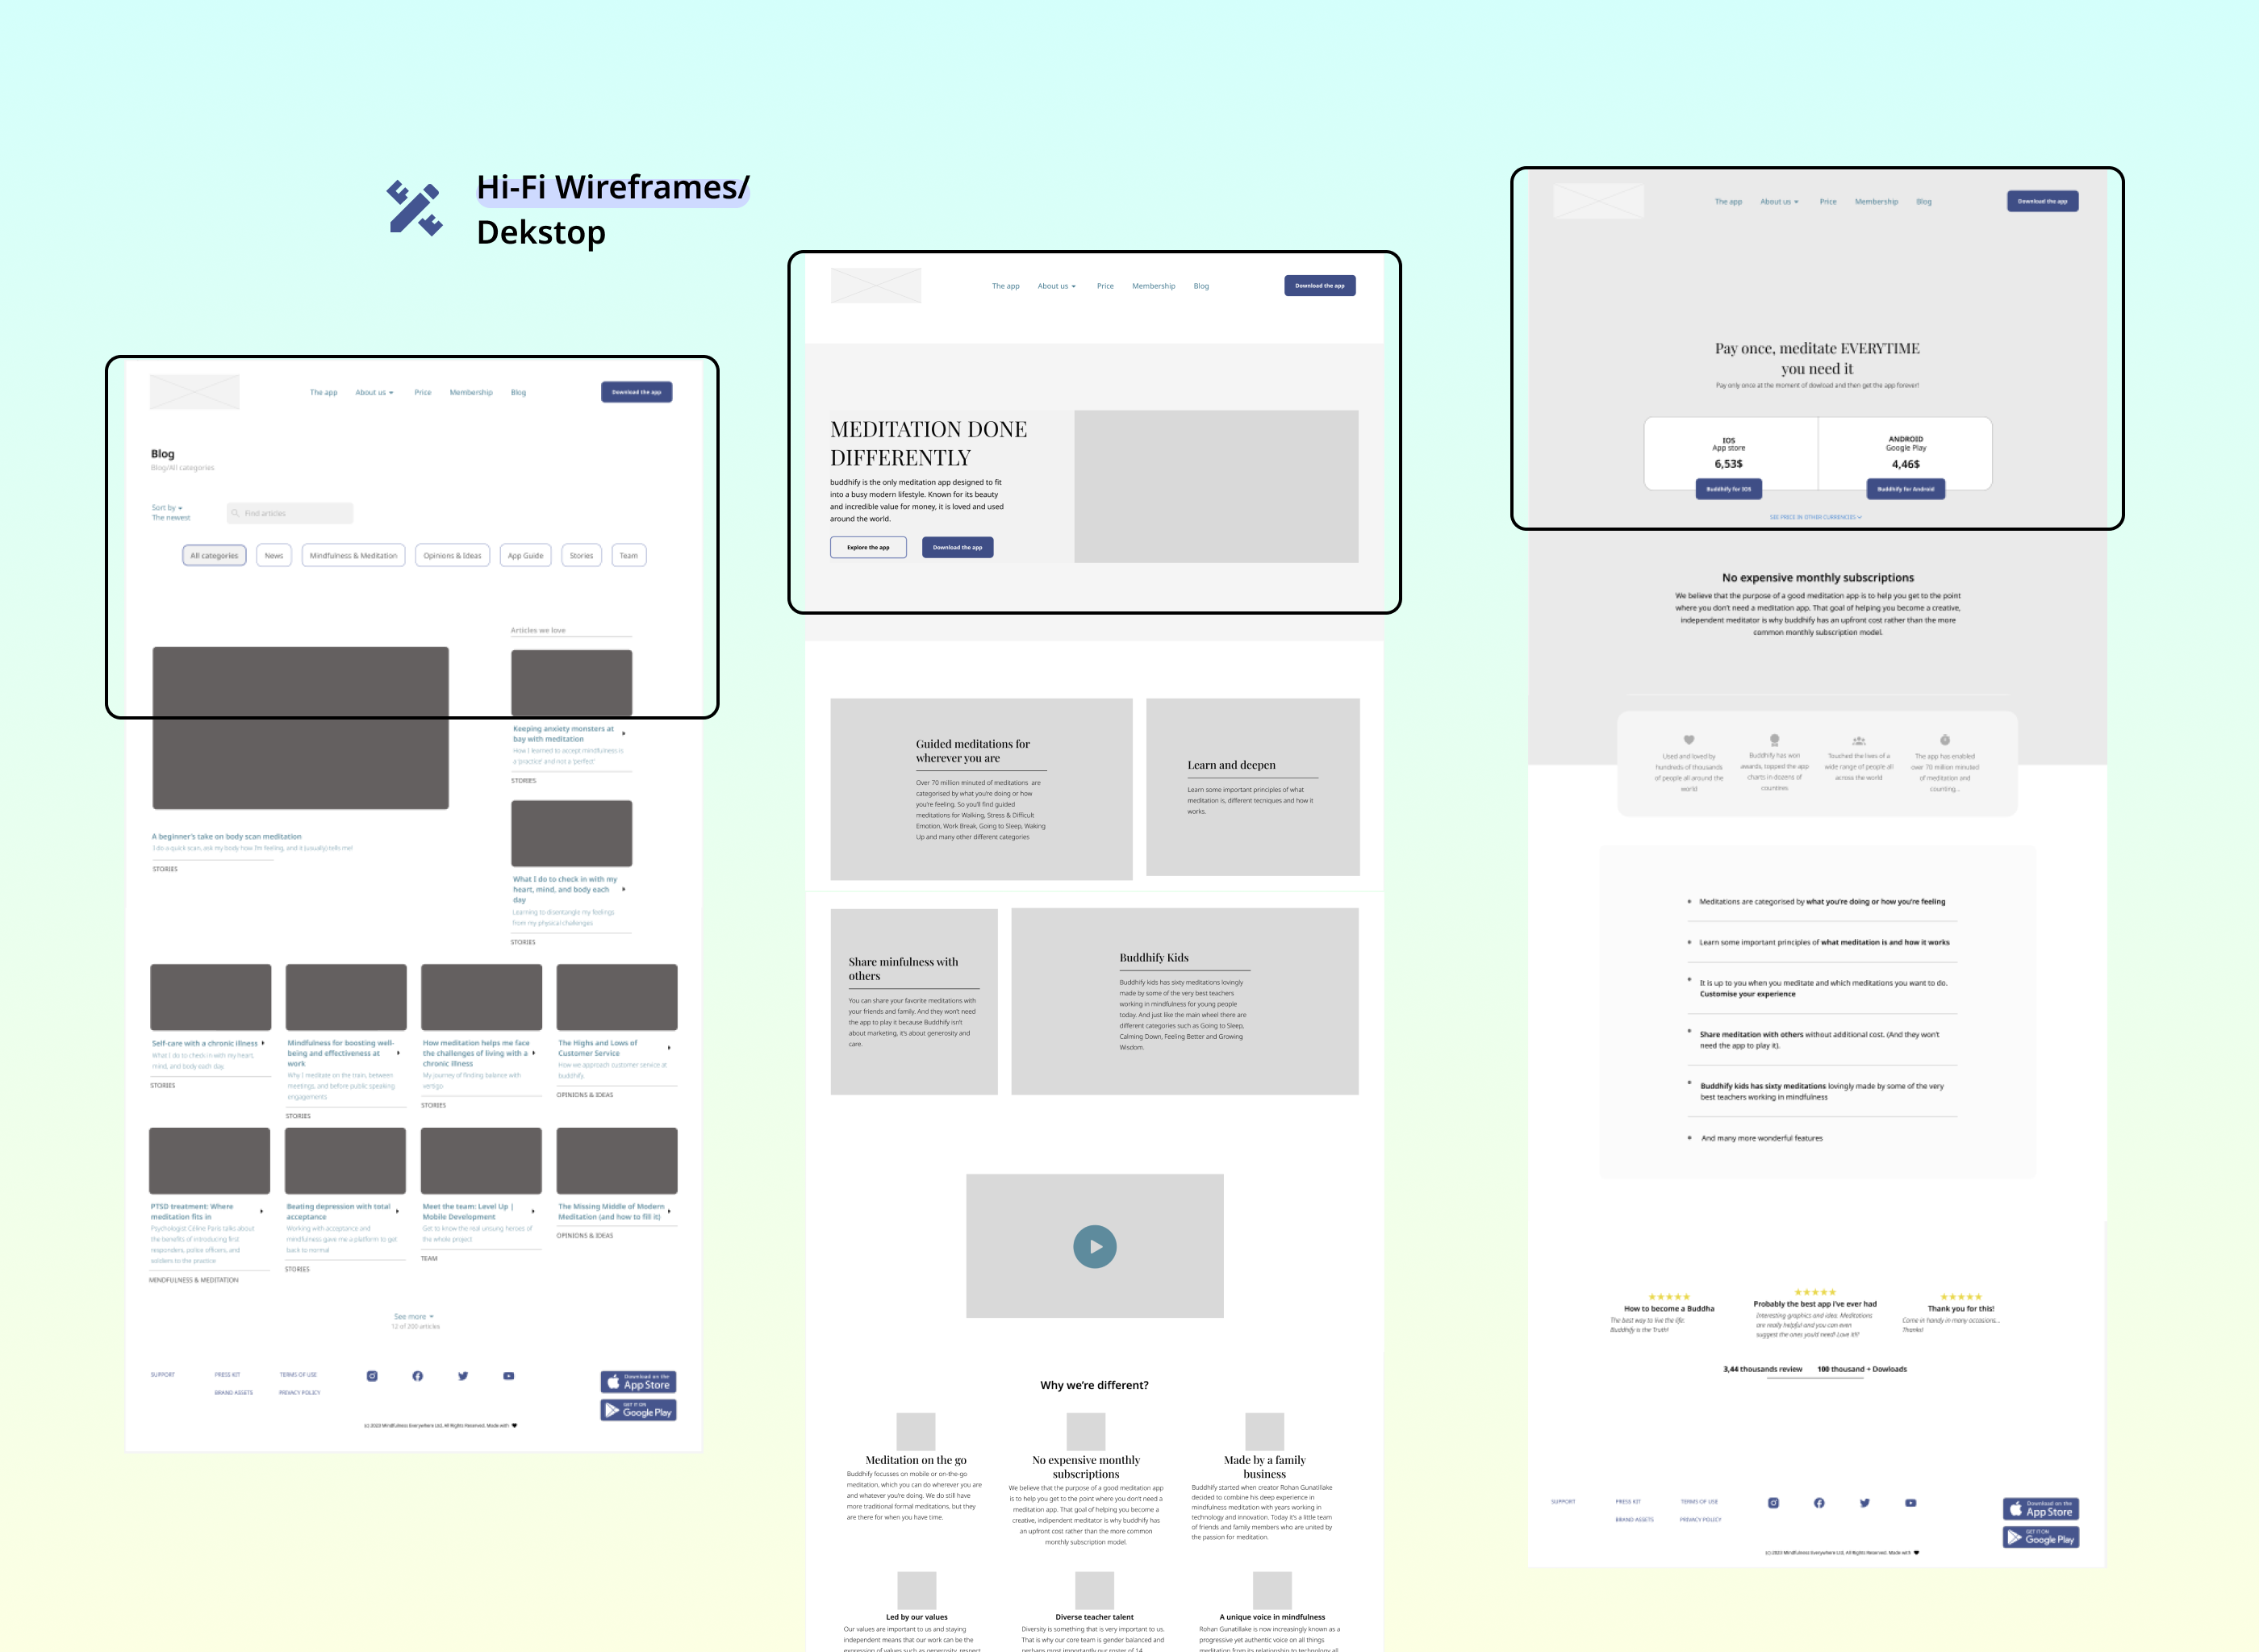 Hi-Fi Wireframes/
Dekstop
The app
About us
Price
Membership
Blog
Download the app
Blog
Blog/All categories
Sort by
The newest
Find articles
All categories
News
Mindfulness & Meditation
Opinions & Ideas
App Guide
Stories
Team
Articles we love
Keeping anxiety monsters at
bay with meditation
How I learned to accept mindfulness is
a 'practice' and not a 'perfect'
STORIES
A beginner's take on body scan meditation
I do a quick scan, ask my body how I'm feeling, and it (usually) tells me!
STORIES
What I do to check in with my
heart, mind, and body each
day
Learning to disentangle my feelings
from my physical challenges
STORIES
Self-care with a chronic illness
What I do to check in with my heart,
mind, and body each day.
STORIES
Mindfulness for boosting well-
being and effectiveness at
work
Why I meditate on the train, between
meetings, and before public speaking
engagements
STORIES
How meditation helps me face
the challenges of living with a
chronic illness
My journey of finding balance with
vertigo
STORIES
The Highs and Lows of
Customer Service
How we approach customer service at
buddhify.
OPINIONS & IDEAS
PTSD treatment: Where
meditation fits in
Psychologist Céline Paris talks about
the benefits of introducing first
responders, police officers, and
soldiers to the practice
MINDFULNESS & MEDITATION
Beating depression with total
acceptance
Working with acceptance and
mindfulness gave me a platform to get
back to normal
STORIES
Meet the team: Level Up |
Mobile Development
Get to know the real unsung heroes of
the whole project
TEAM
The Missing Middle of Modern
Meditation (and how to fill it)
OPINIONS & IDEAS
See more
12 of 200 articles
SUPPORT
PRESS KIT
TERMS OF USE
BRAND ASSETS
PRIVACY POLICY
Download on the
App Store
GET IT ON
Google Play
(c) 2023 Mindfulness Everywhere Ltd, All Rights Reserved. Made with
The app
About us
Price
Membership
Blog
Download the app
MEDITATION DONE
DIFFERENTLY
buddhify is the only meditation app designed to fit
into a busy modern lifestyle. Known for its beauty
and incredible value for money, it is loved and used
around the world.
Explore the app
Download the app
Guided meditations for
wherever you are
Over 70 million minuted of meditations are
categorised by what you're doing or how
you're feeling. So you'll find guided
meditations for Walking, Stress & Difficult
Emotion, Work Break, Going to Sleep, Waking
Up and many other different categories
Learn and deepen
Learn some important principles of what
meditation is, different tecniques and how it
works.
Share minfulness with
others
You can share your favorite meditations with
your friends and family. And they won't need
the app to play it because Buddhify isn't
about marketing, it's about generosity and
care.
Buddhify Kids
Buddhify kids has sixty meditations lovingly
made by some of the very best teachers
working in mindfulness for young people
today. And just like the main wheel there are
different categories such as Going to Sleep,
Calming Down, Feeling Better and Growing
Wisdom.
Why we're different?
Meditation on the go
Buddhify focusses on mobile or on-the-go
meditation, which you can do wherever you are
and whatever you're doing. We do still have
more traditional formal meditations, but they
are there for when you have time.
No expensive monthly
subscriptions
We believe that the purpose of a good meditation app
is to help you get to the point where you don't need a
meditation app. That goal of helping you become a
creative, indipendent meditator is why buddhify has
an upfront cost rather than the more common
monthly subscription model.
Made by a family
business
Buddhify started when creator Rohan Gunatillake
decided to combine his deep experience in
mindfulness meditation with years working in
technology and innovation. Today it's a little team
of friends and family members who are united by
the passion for meditation.
Led by our values
Our values are important to us and staying
independent means that our work can be the
expression of values such as generosity, respect
Diverse teacher talent
Diversity is something that is very important to us.
That is why our core team is gender balanced and
perhaps most importantly our roster of 14
A unique voice in mindfulness
Rohan Gunatillake is now increasingly known as a
progressive yet authentic voice on all things
meditation from its relationship to technology all
The app
About us
Price
Membership
Blog
Download the app
Pay once, meditate EVERYTIME
you need it
Pay only once at the moment of dowload and then get the app forever!
IOS
App store
6,53$
Buddhify for IOS
ANDROID
Google Play
4,46$
Buddhify for Android
SEE PRICE IN OTHER CURRENCIES
No expensive monthly subscriptions
We believe that the purpose of a good meditation app is to help you get to the point
where you don't need a meditation app. That goal of helping you become a creative,
independent meditator is why buddhify has an upfront cost rather than the more
common monthly subscription model.
Used and loved by
hundreds of thousands
of people all around the
world
Buddhify has won
awards, topped the app
charts in dozens of
countries
Touched the lives of a
wide range of people all
across the world
The app has enabled
over 70 million minuted
of meditation and
counting...
Meditations are categorised by what you're doing or how you're feeling
Learn some important principles of what meditation is and how it works
It is up to you when you meditate and which meditations you want to do.
Customise your experience
Share meditation with others without additional cost. (And they won't
need the app to play it).
Buddhify kids has sixty meditations lovingly made by some of the very
best teachers working in mindfulness
And many more wonderful features
How to become a Buddha
The best way to live the life.
Buddhify is the Truth!
Probably the best app I've ever had
Interesting graphics and idea. Meditations
are really helpful and you can even
suggest the ones you'd need! Love it!!!
Thank you for this!
Came in handy in many occasions...
Thanks!
3,44 thousands review
100 thousand + Dowloads
SUPPORT
PRESS KIT
TERMS OF USE
BRAND ASSETS
PRIVACY POLICY
Download on the
App Store
GET IT ON
Google Play
(c) 2023 Mindfulness Everywhere Ltd, All Rights Reserved. Made with